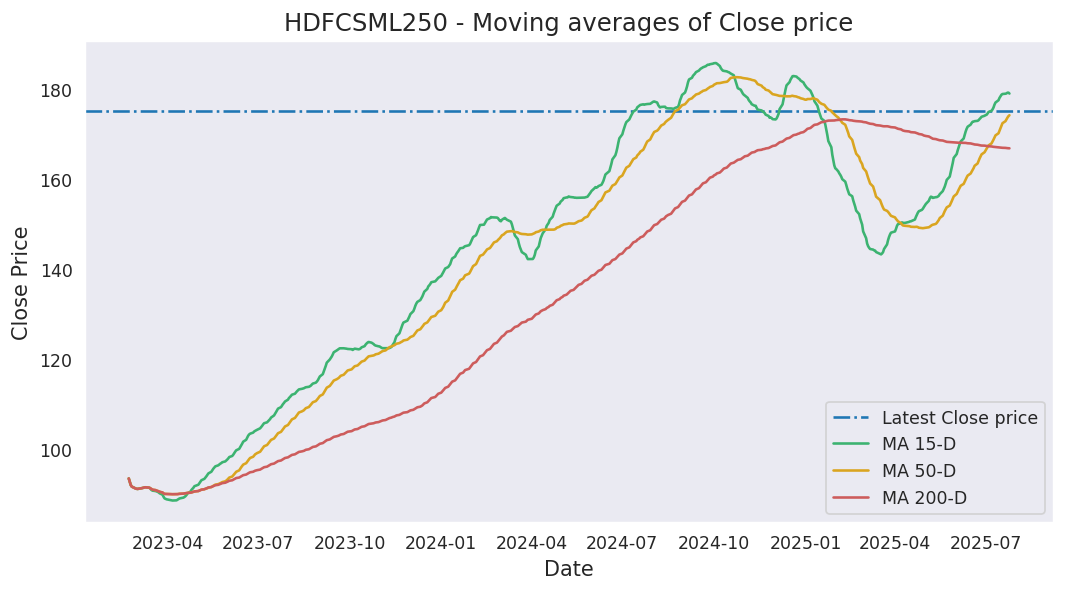 HDFCSML250 - Moving averages of Close price
Close Price
180
160
140
120
100
Latest Close price
MA 15-D
MA 50-D
MA 200-D
2023-04 2023-07 2023-10 2024-01 2024-04 2024-07 2024-10 2025-01 2025-04 2025-07
Date